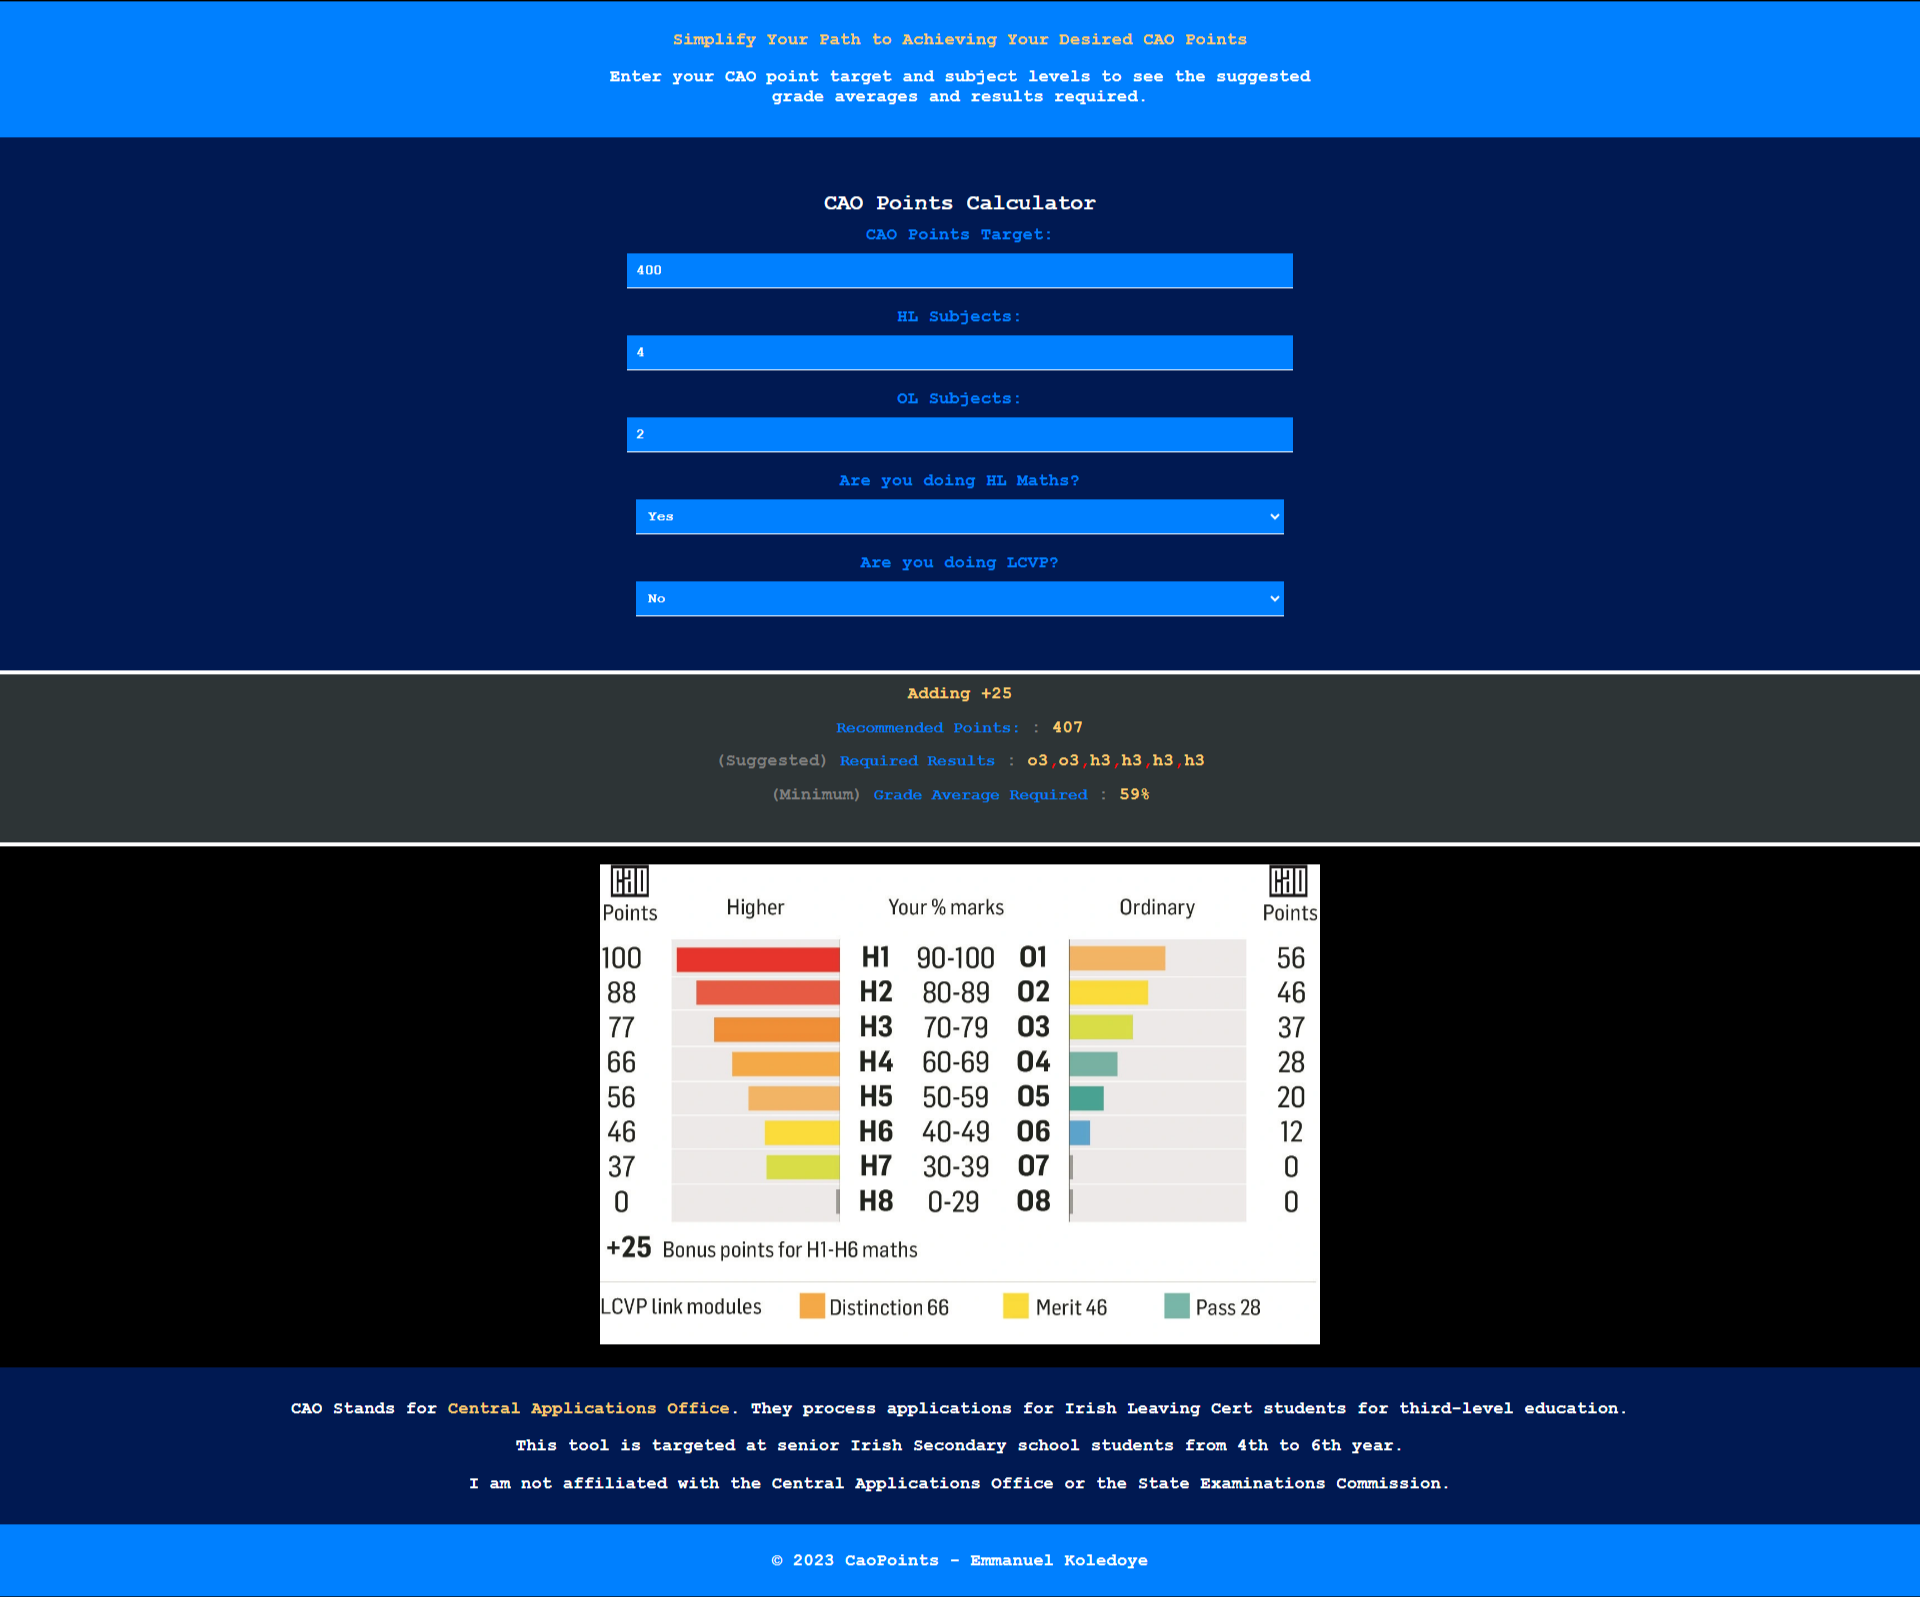 Simplify Your Path to Achieving Your Desired CAO Points
Enter your CAO point target and subject levels to see the suggested
grade averages and results required.
CAO Points Calculator
CAO Points Target:
400
HL Subjects:
4
OL Subjects:
2
Are you doing HL Maths?
Yes
Are you doing LCVP?
No
Adding +25
Recommended Points: : 407
(Suggested) Required Results : o3,o3,h3,h3,h3,h3
(Minimum) Grade Average Required : 59%
Points Higher Your % marks Ordinary Points
100 H1 90-100 O1 56
88 H2 80-89 O2 46
77 H3 70-79 O3 37
66 H4 60-69 O4 28
56 H5 50-59 O5 20
46 H6 40-49 O6 12
37 H7 30-39 O7 0
0 H8 0-29 O8 0
+25 Bonus points for H1-H6 maths
LCVP link modules Distinction 66 Merit 46 Pass 28
CAO Stands for Central Applications Office. They process applications for Irish Leaving Cert students for third-level education.
This tool is targeted at senior Irish Secondary school students from 4th to 6th year.
I am not affiliated with the Central Applications Office or the State Examinations Commission.
© 2023 CaoPoints - Emmanuel Koledoye